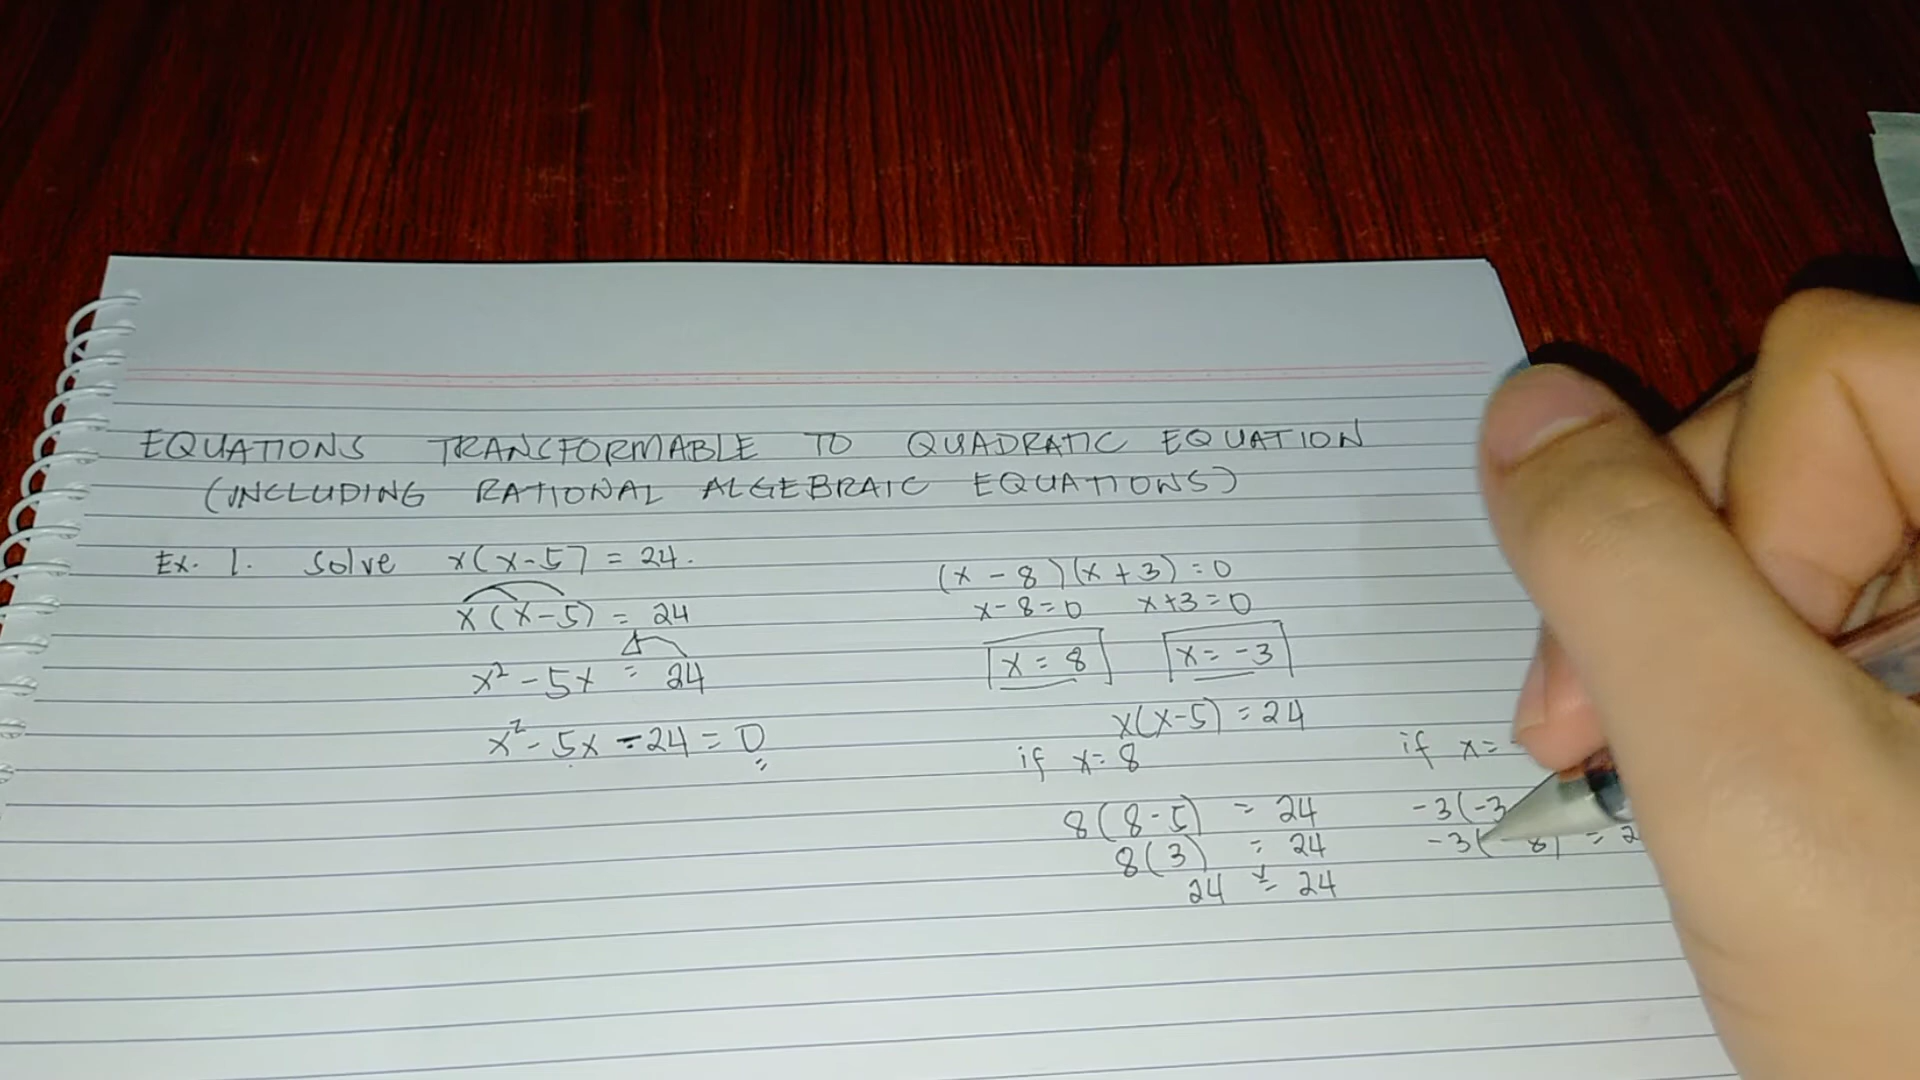 EQUATIONS TRANSFORMABLE TO QUADRATIC EQUATION
(INCLUDING RATIONAL ALGEBRAIC EQUATIONS)
Ex. 1. Solve x(x-5) = 24.
x(x-5) = 24
x² - 5x = 24
x² - 5x - 24 = 0
(x - 8)(x + 3) = 0
x - 8 = 0 x + 3 = 0
x = 8 x = -3
x(x-5) = 24
if x = 8
8(8-5) = 24
8(3) = 24
24 = 24
if x =
-3(-3
-3(-8) = 2